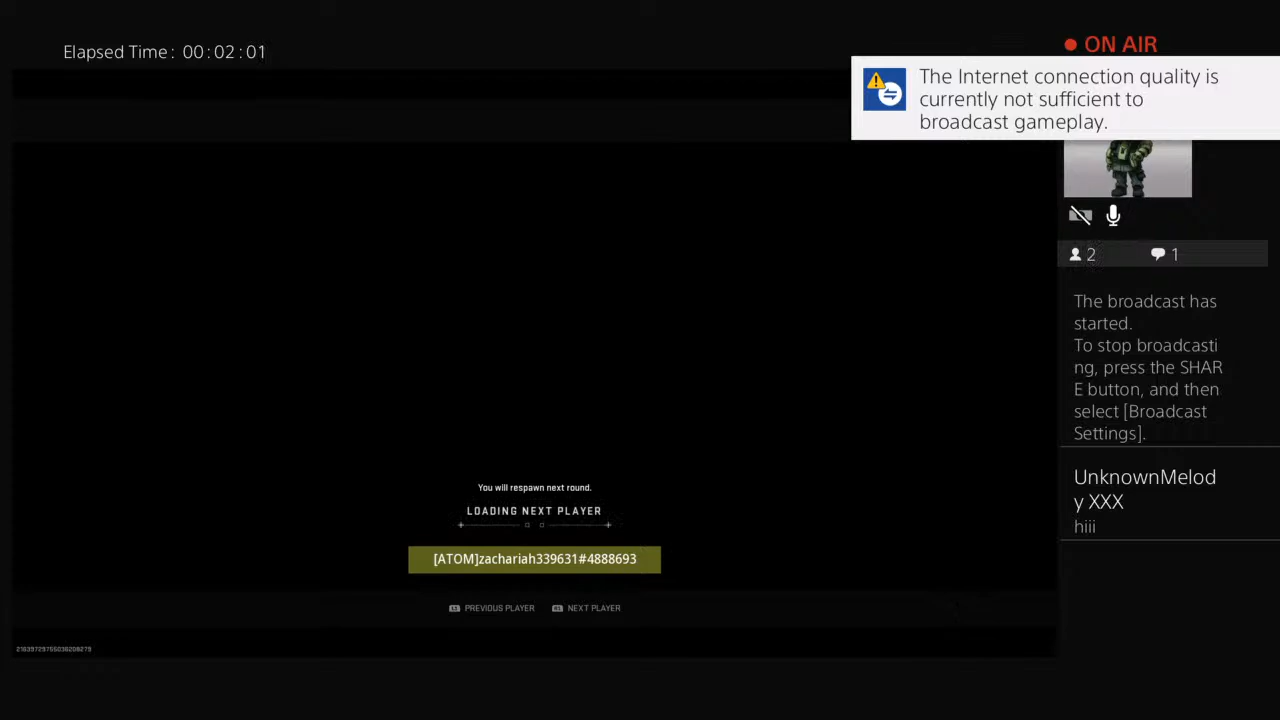 Elapsed Time: 00:02:01
ON AIR
The Internet connection quality is
currently not sufficient to
broadcast gameplay.
2 1
The broadcast has
started.
To stop broadcasti
ng, press the SHAR
E button, and then
select [Broadcast
Settings].
UnknownMelod
y XXX
hiii
You will respawn next round.
LOADING NEXT PLAYER
[ATOM]zachariah339631#4888693
L1 PREVIOUS PLAYER R1 NEXT PLAYER